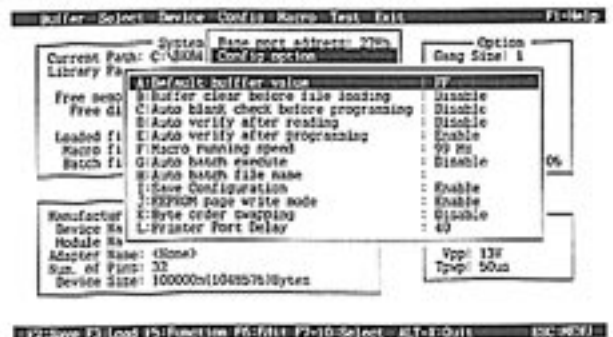 Buffer Select Device Config Macro Test Exit F1-Help
System
Base port address: 278h
Option
Current Path: C:\
Config option
Gang Size: 1
Library Pa
A:Default buffer value : FF
B:Buffer clear before file loading : Disable
C:Auto blank check before programming : Disable
D:Auto verify after reading : Disable
E:Auto verify after programming : Enable
F:Macro running speed : 99 Hz
G:Auto batch execute : Disable
H:Auto batch file name :
I:Save Configuration : Enable
J:EEPROM page write mode : Enable
K:Byte order swapping : Disable
L:Printer Port Delay : 40
Free memo
Free di
Loaded fi
Macro fi
Batch fi
Manufactur
Device Na
Module Na
Adapter Name: <None>
Num. of Pins: 32
Device Size: 100000h(1048576)Bytes
Vpp: 13V
Tpwp: 50us
F2:Save F3:Load F5:Function F6:Edit F7-10:Select ALT-X:Quit ESC:MENU